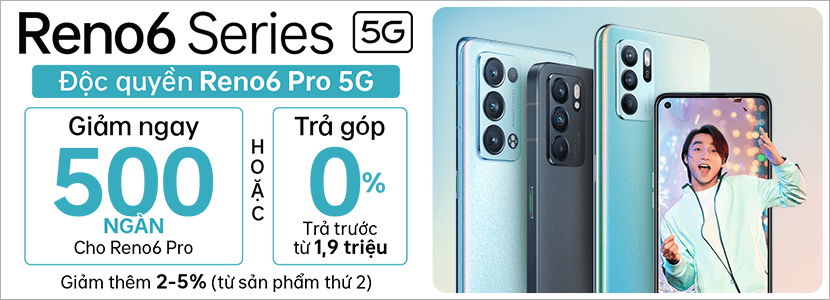 Reno6 Series 5G
Độc quyền Reno6 Pro 5G
Giảm ngay
500
NGÀN
Cho Reno6 Pro
HOẶC
Trả góp
0%
Trả trước
từ 1,9 triệu
Giảm thêm 2-5% (từ sản phẩm thứ 2)